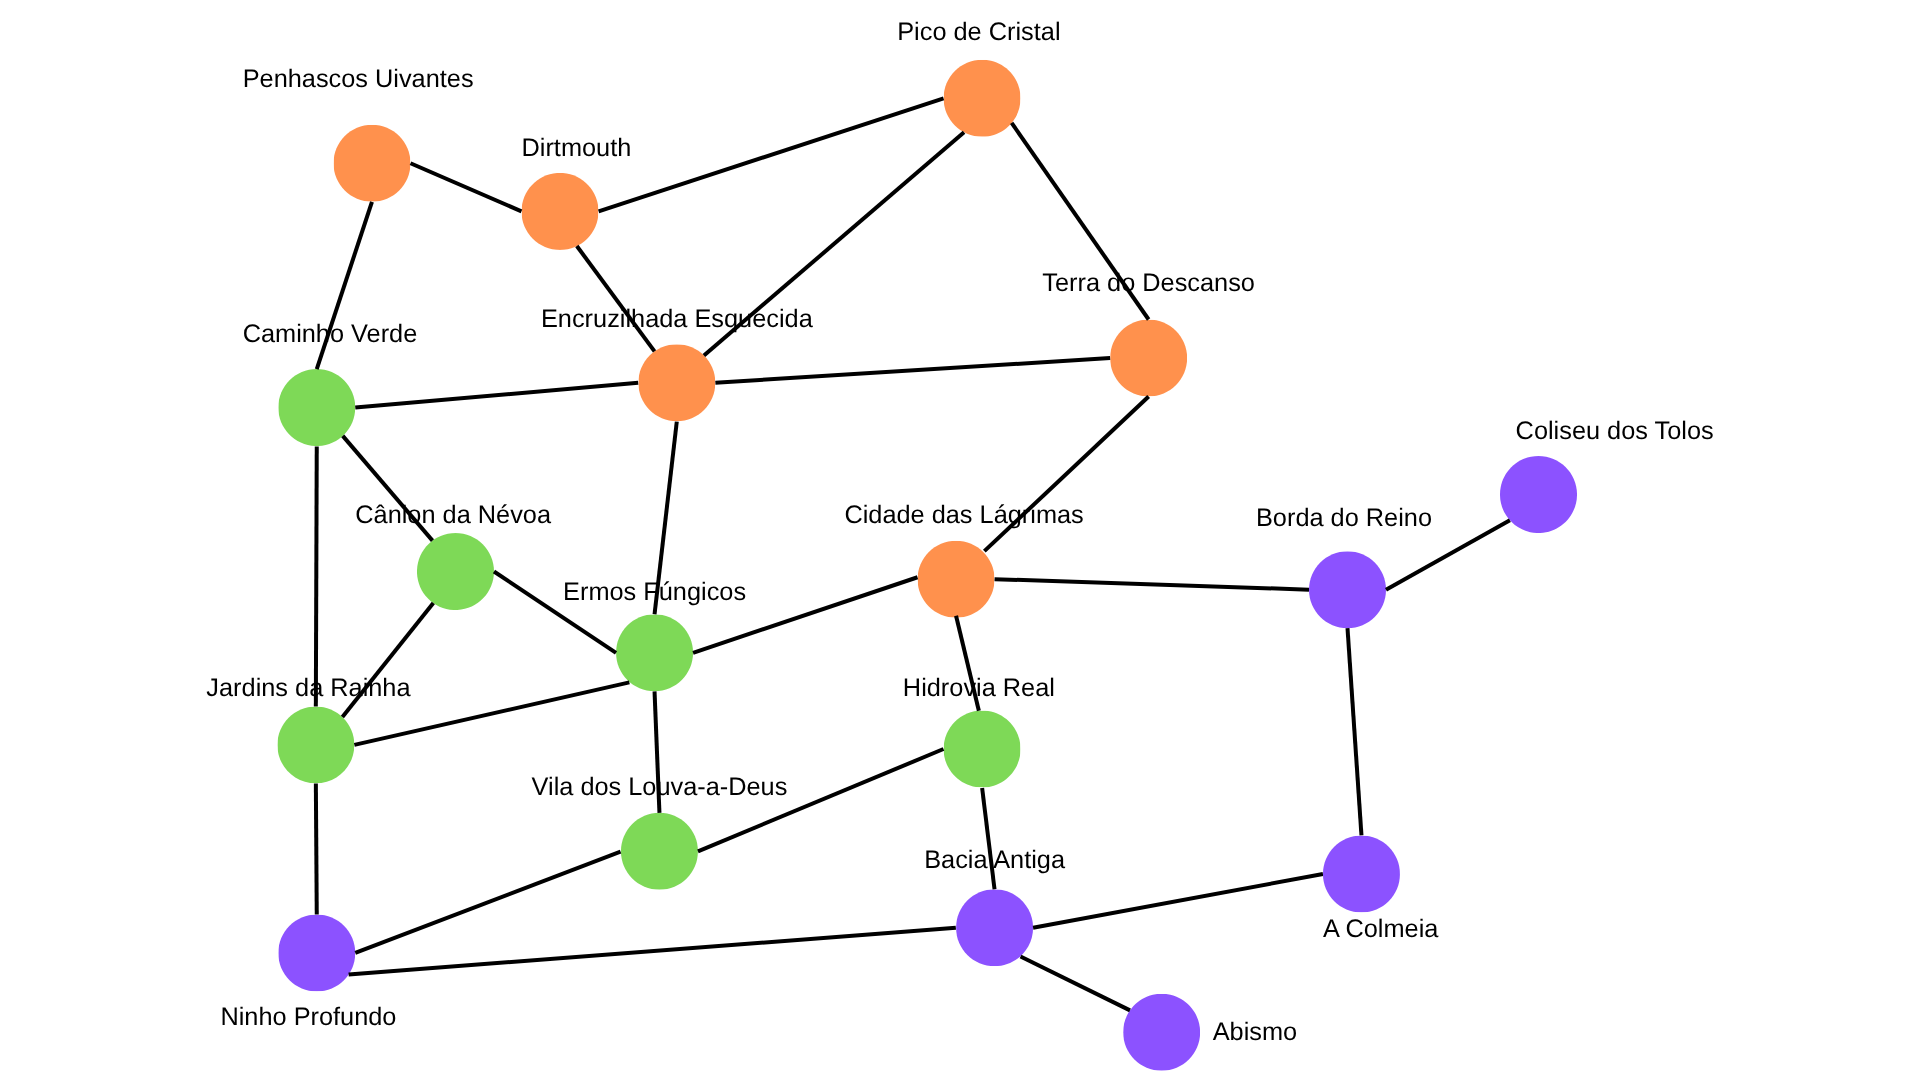 Pico de Cristal
Penhascos Uivantes
Dirtmouth
Terra do Descanso
Encruzilhada Esquecida
Caminho Verde
Coliseu dos Tolos
Cânion da Névoa
Cidade das Lágrimas
Borda do Reino
Ermos Fúngicos
Jardins da Rainha
Hidrovia Real
Vila dos Louva-a-Deus
Bacia Antiga
A Colmeia
Ninho Profundo
Abismo